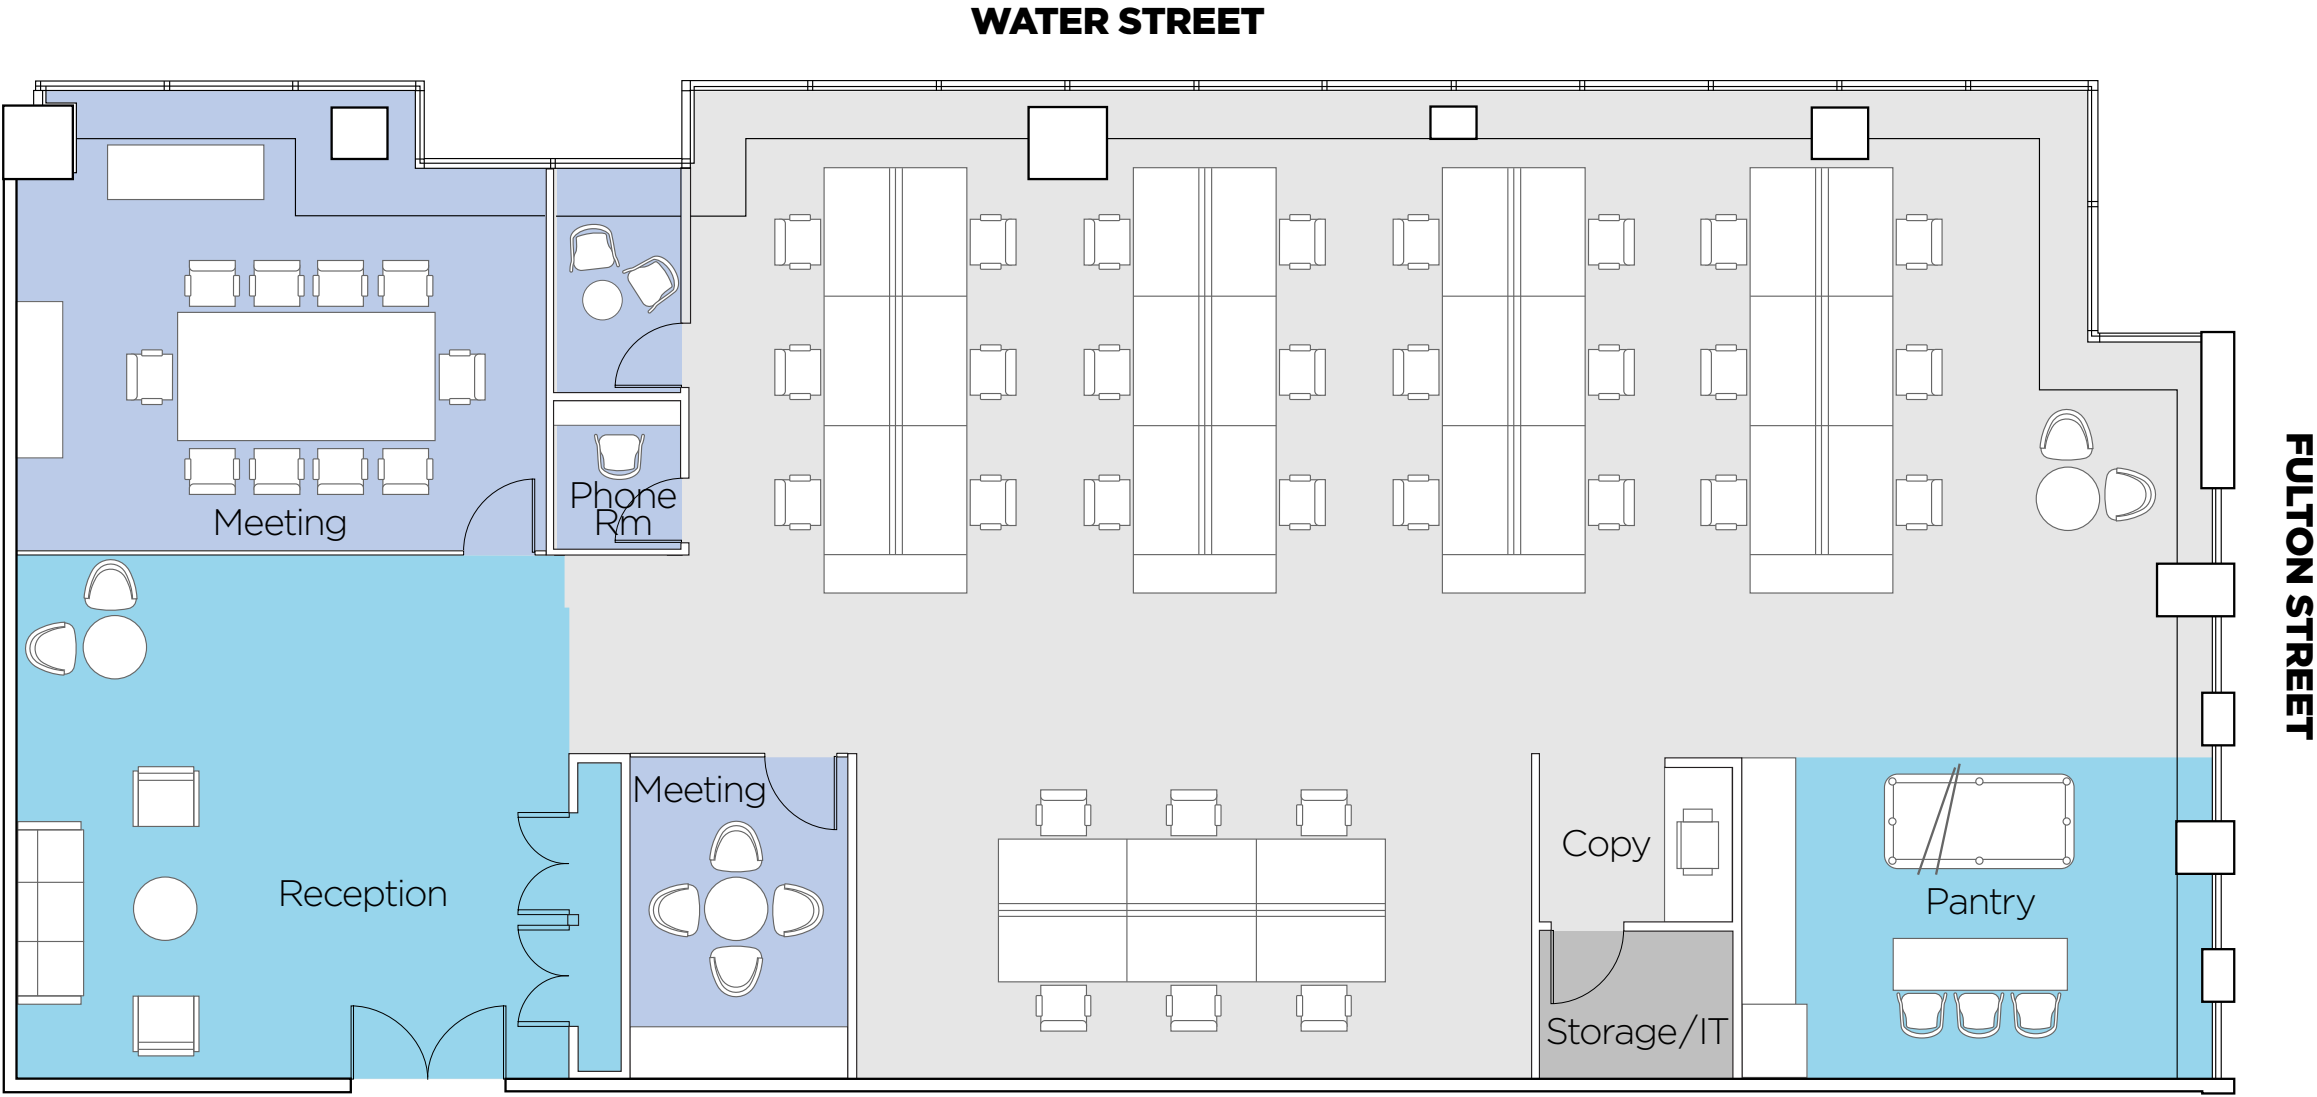 WATER STREET
FULTON STREET
Meeting
Phone
Rm
Meeting
Copy
Reception
Pantry
Storage/IT